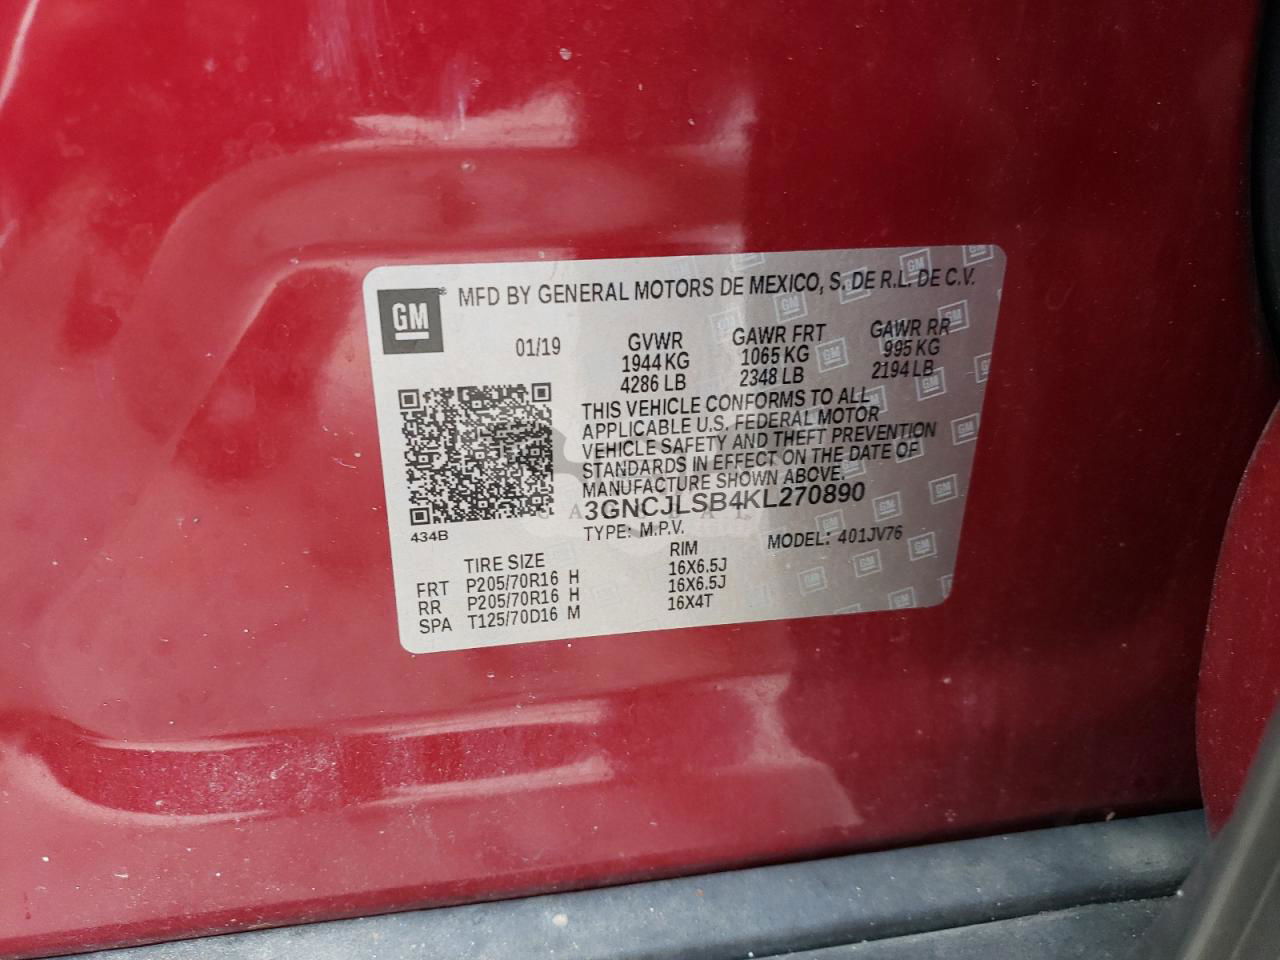 GM® MFD BY GENERAL MOTORS DE MEXICO, S. DE R.L. DE C.V.
01/19 GVWR GAWR FRT GAWR RR
1944 KG 1065 KG 995 KG
4286 LB 2348 LB 2194 LB
THIS VEHICLE CONFORMS TO ALL
APPLICABLE U.S. FEDERAL MOTOR
VEHICLE SAFETY AND THEFT PREVENTION
STANDARDS IN EFFECT ON THE DATE OF
MANUFACTURE SHOWN ABOVE.
3GNCJLSB4KL270890
434B
TYPE: M.P.V. MODEL: 401JV76
TIRE SIZE RIM
FRT P205/70R16 H 16X6.5J
RR P205/70R16 H 16X6.5J
SPA T125/70D16 M 16X4T